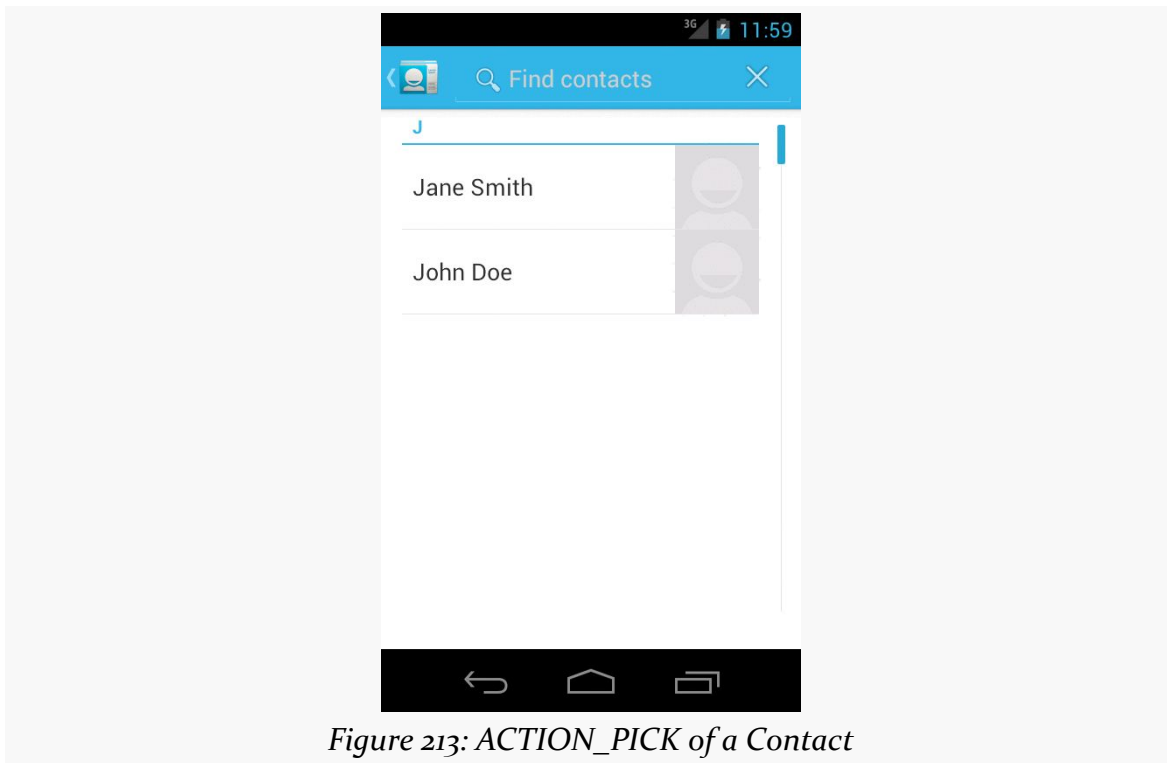 3G 11:59
Find contacts
J
Jane Smith
John Doe
Figure 213: ACTION_PICK of a Contact